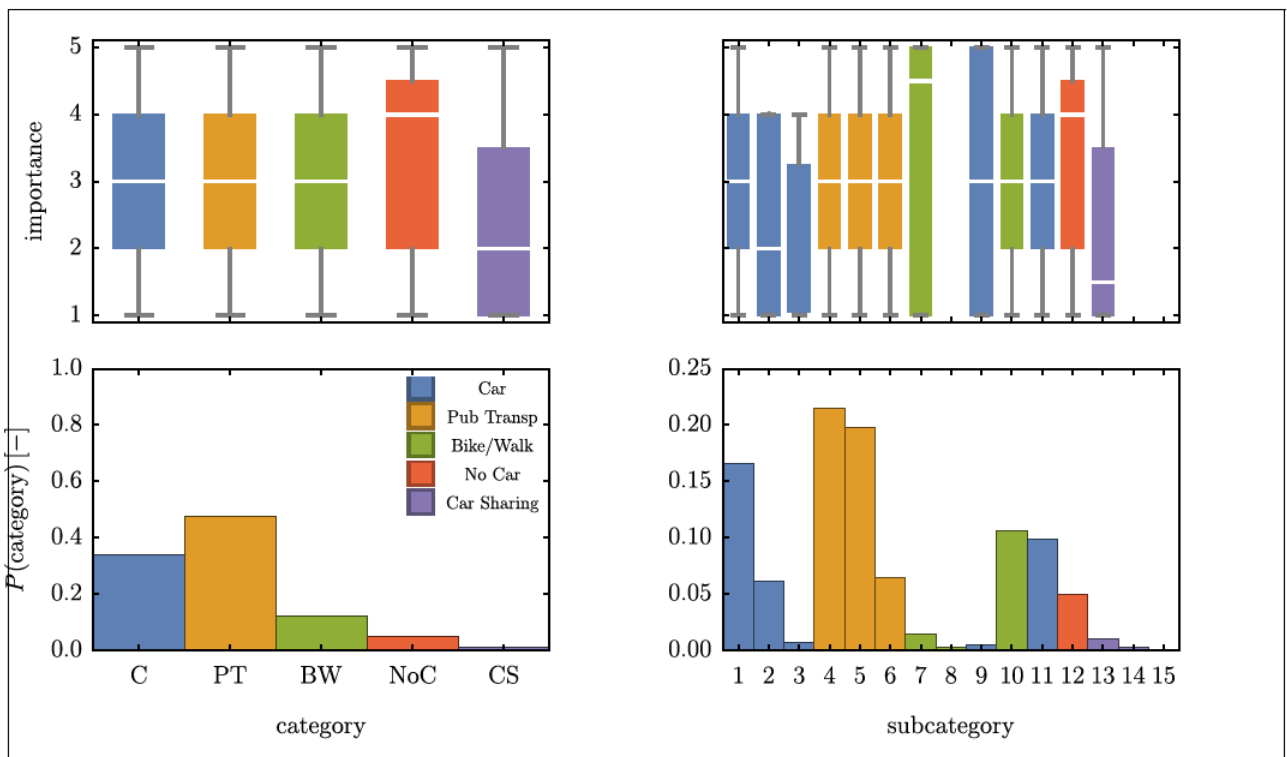 5
4
3
2
1
importance
1.0
0.8
0.6
0.4
0.2
0.0
P(category) [−]
Car
Pub Transp
Bike/Walk
No Car
Car Sharing
C PT BW NoC CS
category
0.25
0.20
0.15
0.10
0.05
0.00
1 2 3 4 5 6 7 8 9 10 11 12 13 14 15
subcategory